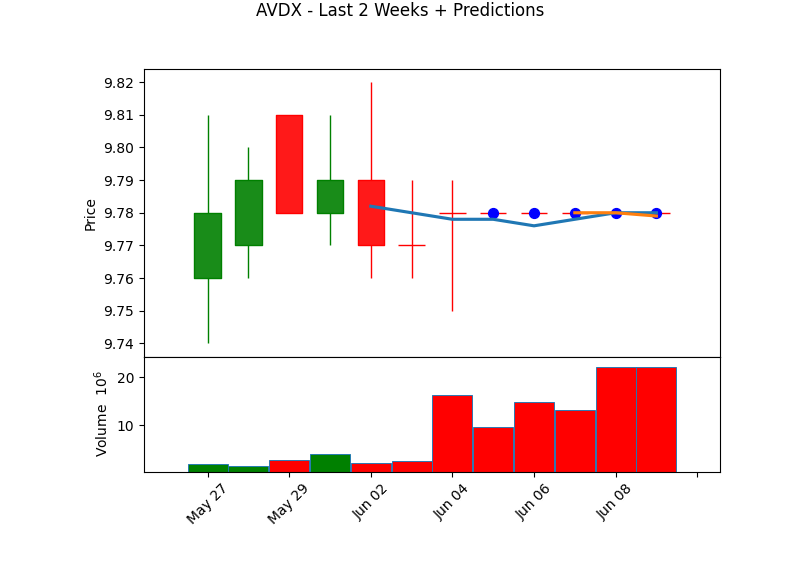 AVDX - Last 2 Weeks + Predictions
Price
9.82
9.81
9.80
9.79
9.78
9.77
9.76
9.75
9.74
Volume 10^6
20
10
May 27
May 29
Jun 02
Jun 04
Jun 06
Jun 08